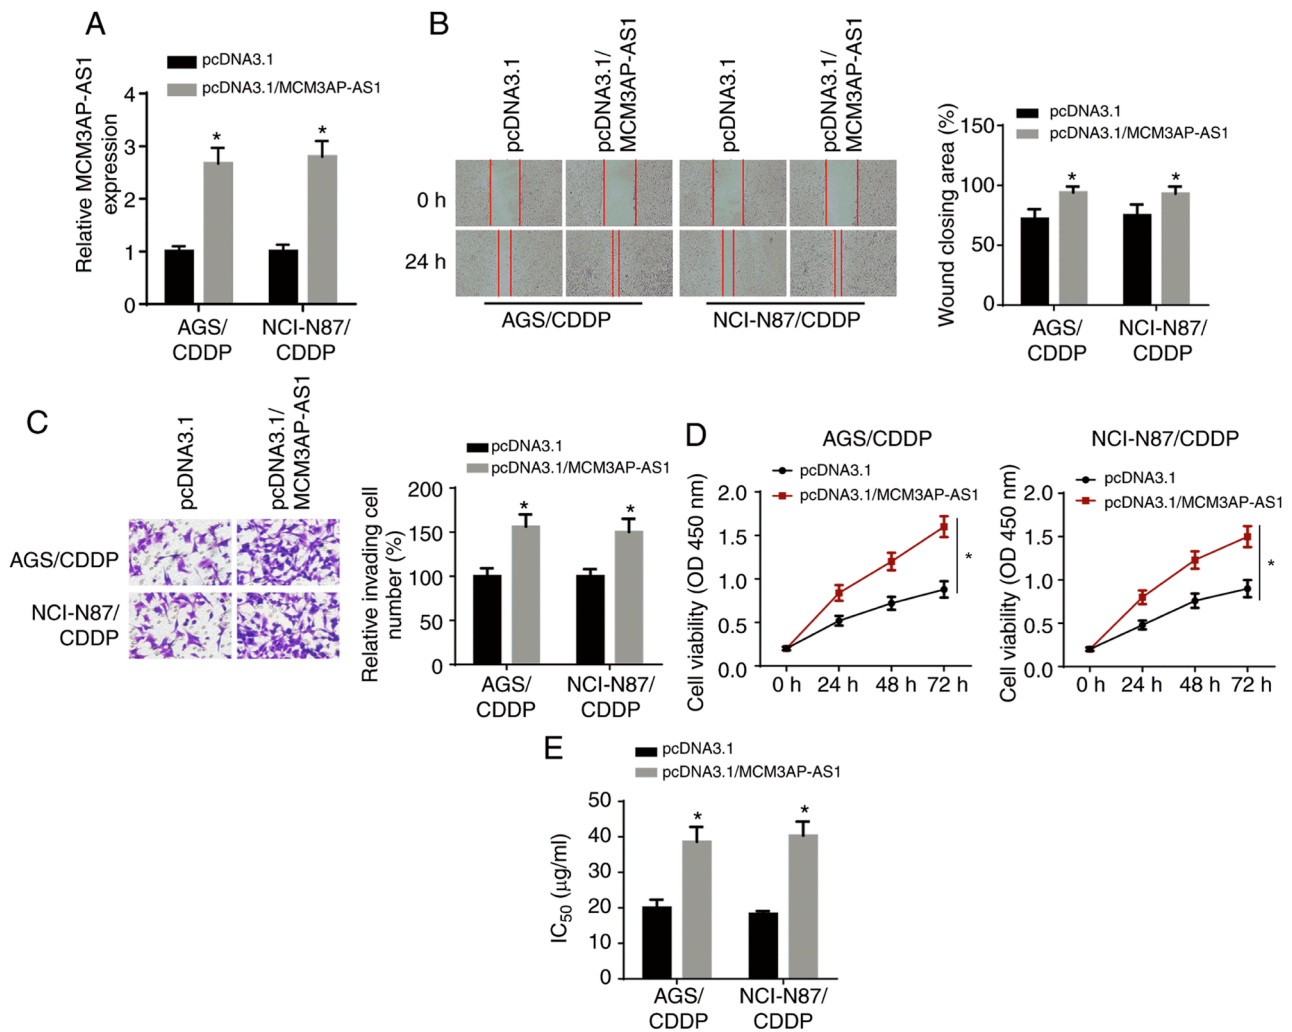 A
pcDNA3.1
pcDNA3.1/MCM3AP-AS1
Relative MCM3AP-AS1
expression
4
3
2
1
0
*
*
AGS/
CDDP
NCI-N87/
CDDP
B
pcDNA3.1
pcDNA3.1/
MCM3AP-AS1
pcDNA3.1
pcDNA3.1/
MCM3AP-AS1
0 h
24 h
AGS/CDDP
NCI-N87/CDDP
pcDNA3.1
pcDNA3.1/MCM3AP-AS1
Wound closing area (%)
150
100
50
0
*
*
AGS/
CDDP
NCI-N87/
CDDP
C
pcDNA3.1
pcDNA3.1/
MCM3AP-AS1
AGS/CDDP
NCI-N87/
CDDP
pcDNA3.1
pcDNA3.1/MCM3AP-AS1
Relative invading cell
number (%)
200
150
100
50
0
*
*
AGS/
CDDP
NCI-N87/
CDDP
D
AGS/CDDP
pcDNA3.1
pcDNA3.1/MCM3AP-AS1
Cell viability (OD 450 nm)
2.0
1.5
1.0
0.5
0.0
*
0 h
24 h
48 h
72 h
NCI-N87/CDDP
pcDNA3.1
pcDNA3.1/MCM3AP-AS1
Cell viability (OD 450 nm)
2.0
1.5
1.0
0.5
0.0
*
0 h
24 h
48 h
72 h
E
pcDNA3.1
pcDNA3.1/MCM3AP-AS1
IC50 (μg/ml)
50
40
30
20
10
0
*
*
AGS/
CDDP
NCI-N87/
CDDP